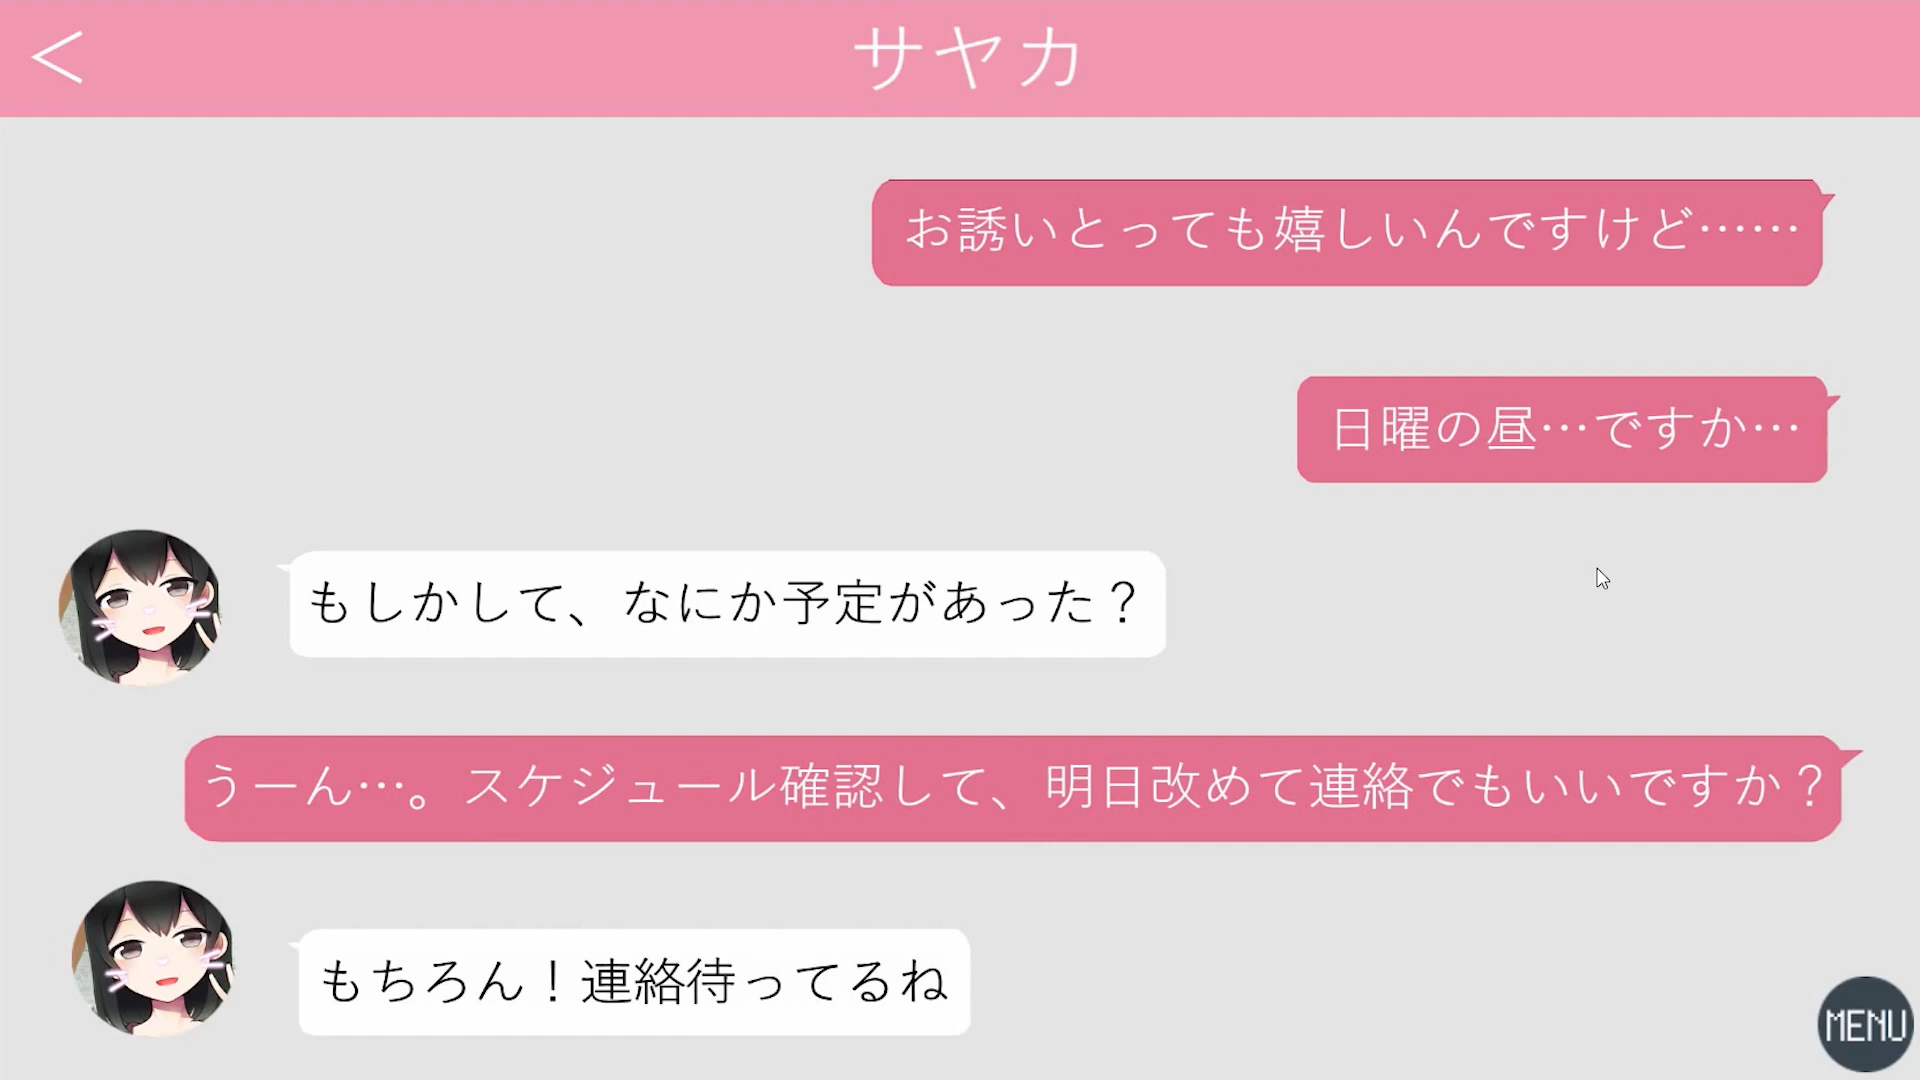 サヤカ
お誘いとっても嬉しいんですけど……
日曜の昼…ですか…
もしかして、なにか予定があった？
うーん…。スケジュール確認して、明日改めて連絡でもいいですか？
もちろん！連絡待ってるね
MENU